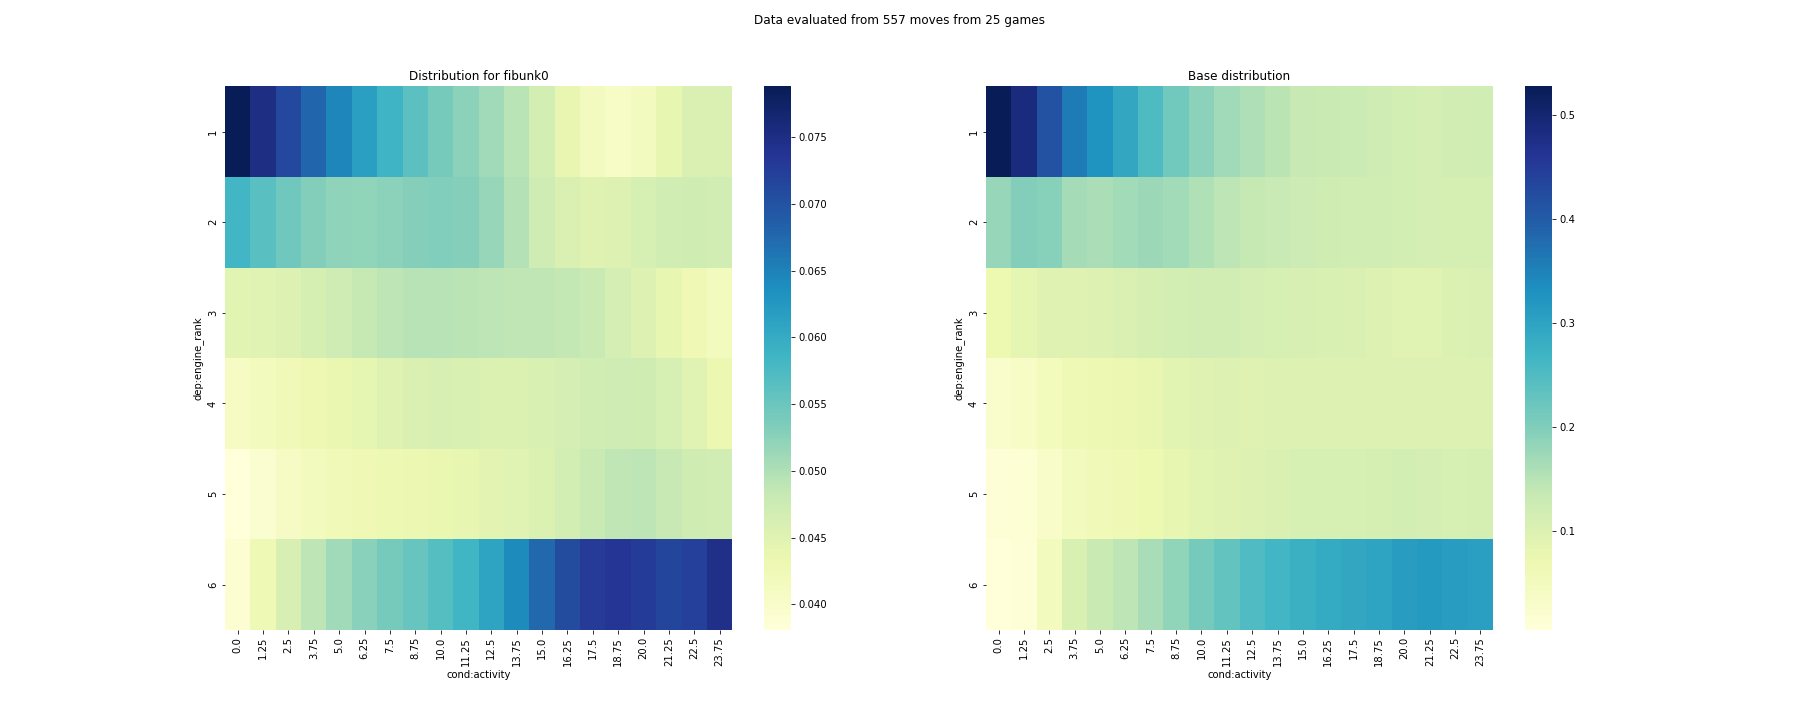 Data evaluated from 557 moves from 25 games
Distribution for fibunk0
dep:engine_rank
1
2
3
4
5
6
0.0 1.25 2.5 3.75 5.0 6.25 7.5 8.75 10.0 11.25 12.5 13.75 15.0 16.25 17.5 18.75 20.0 21.25 22.5 23.75
cond:activity
0.075
0.070
0.065
0.060
0.055
0.050
0.045
0.040
Base distribution
dep:engine_rank
1
2
3
4
5
6
0.0 1.25 2.5 3.75 5.0 6.25 7.5 8.75 10.0 11.25 12.5 13.75 15.0 16.25 17.5 18.75 20.0 21.25 22.5 23.75
cond:activity
0.5
0.4
0.3
0.2
0.1